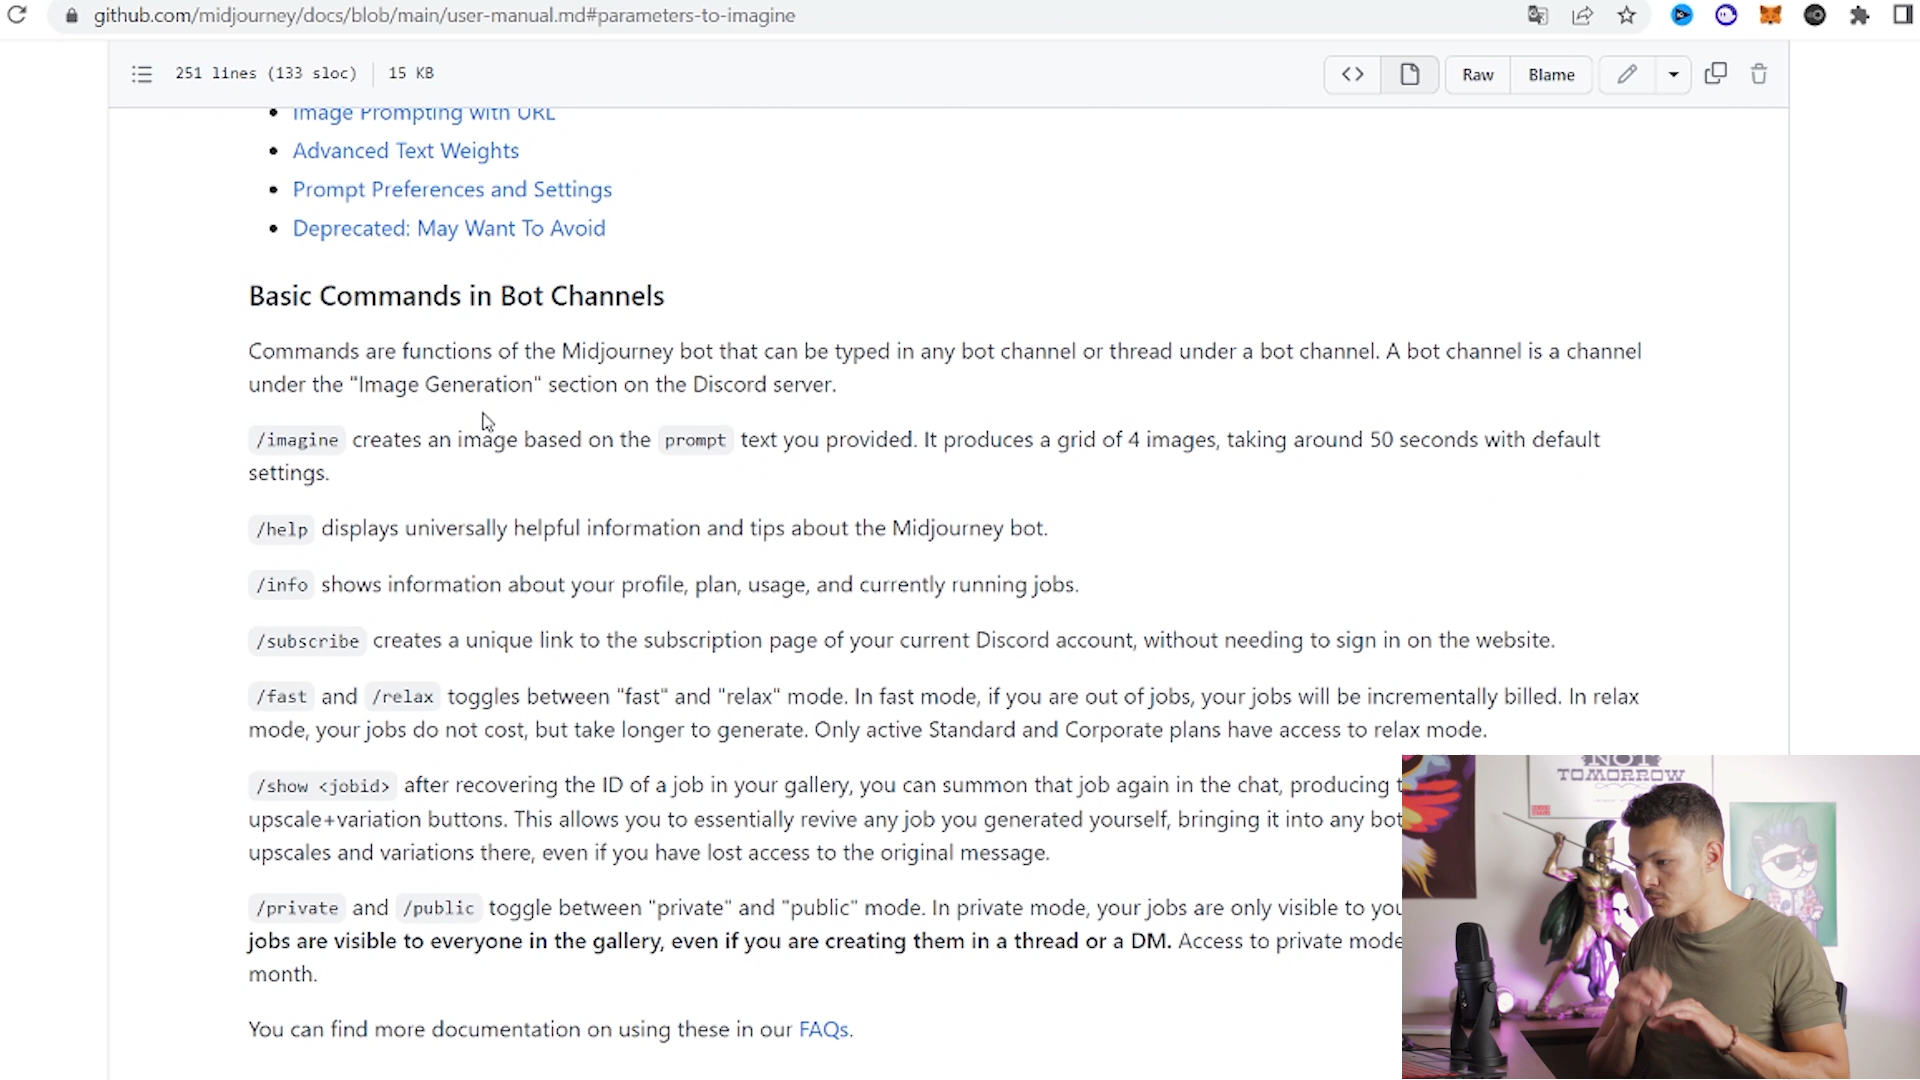 github.com/midjourney/docs/blob/main/user-manual.md#parameters-to-imagine
251 lines (133 sloc) 15 KB Raw Blame
Image Prompting with URL
Advanced Text Weights
Prompt Preferences and Settings
Deprecated: May Want To Avoid
Basic Commands in Bot Channels
Commands are functions of the Midjourney bot that can be typed in any bot channel or thread under a bot channel. A bot channel is a channel
under the "Image Generation" section on the Discord server.
/imagine creates an image based on the prompt text you provided. It produces a grid of 4 images, taking around 50 seconds with default
settings.
/help displays universally helpful information and tips about the Midjourney bot.
/info shows information about your profile, plan, usage, and currently running jobs.
/subscribe creates a unique link to the subscription page of your current Discord account, without needing to sign in on the website.
/fast and /relax toggles between "fast" and "relax" mode. In fast mode, if you are out of jobs, your jobs will be incrementally billed. In relax
mode, your jobs do not cost, but take longer to generate. Only active Standard and Corporate plans have access to relax mode.
/show <jobid> after recovering the ID of a job in your gallery, you can summon that job again in the chat, producing
upscale+variation buttons. This allows you to essentially revive any job you generated yourself, bringing it into any bot
upscales and variations there, even if you have lost access to the original message.
/private and /public toggle between "private" and "public" mode. In private mode, your jobs are only visible to you
jobs are visible to everyone in the gallery, even if you are creating them in a thread or a DM. Access to private mode
month.
You can find more documentation on using these in our FAQs.
NOT
TOMORROW